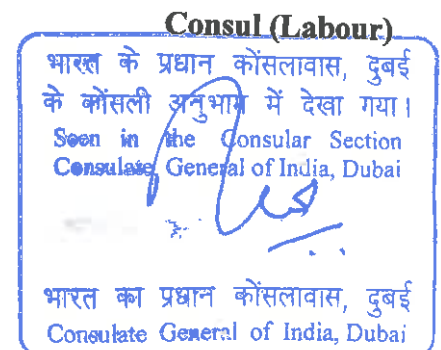 Consul (Labour)
भारत के प्रधान कोंसलावास, दुबई
के कोंसली अनुभाग में देखा गया।
Seen in the Consular Section
Consulate General of India, Dubai
भारत का प्रधान कोंसलावास, दुबई
Consulate General of India, Dubai